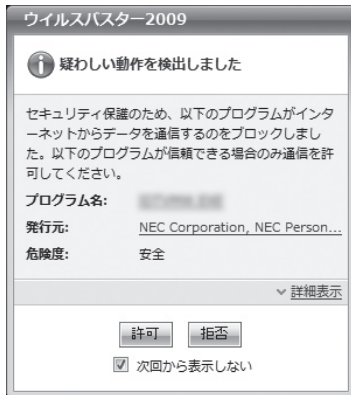 ウイルスバスター2009
疑わしい動作を検出しました
セキュリティ保護のため、以下のプログラムがインタ
ーネットからデータを通信するのをブロックしまし
た。以下のプログラムが信頼できる場合のみ通信を許
可してください。
プログラム名:
発行元: NEC Corporation, NEC Person...
危険度: 安全
詳細表示
許可 拒否
次回から表示しない